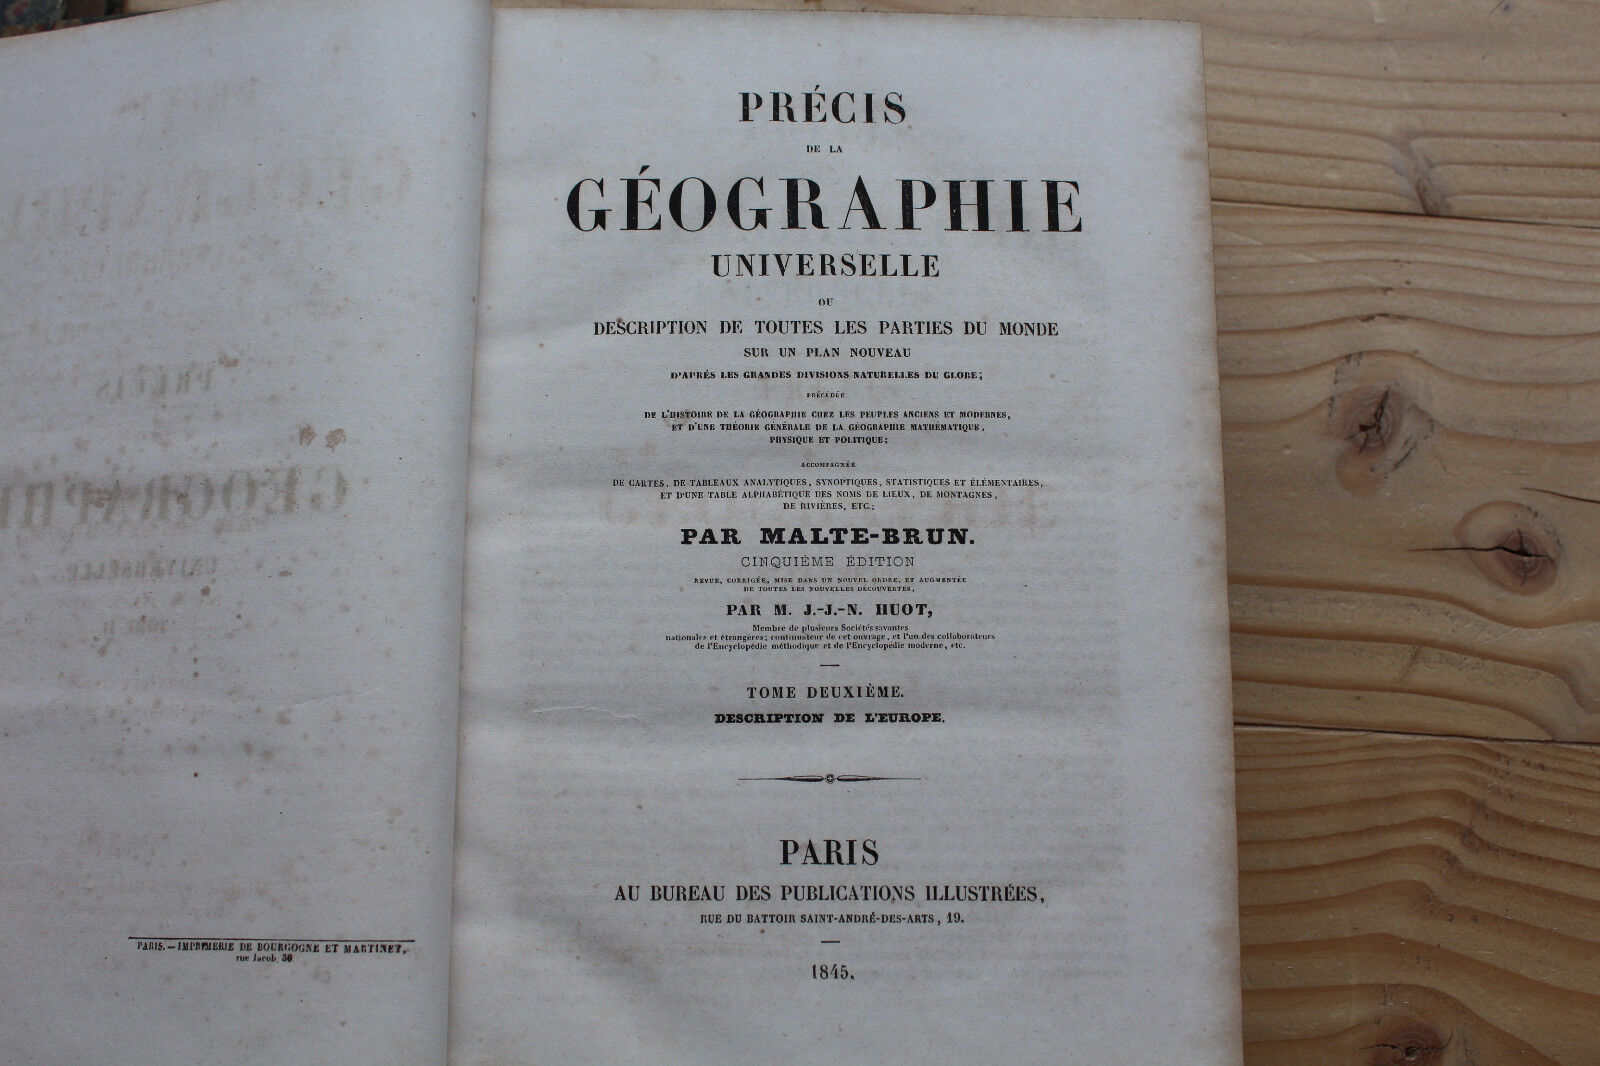 PARIS.—IMPRIMERIE DE BOURGOGNE ET MARTINET,
rue Jacob, 30
PRÉCIS
DE LA
GÉOGRAPHIE
UNIVERSELLE
OU
DESCRIPTION DE TOUTES LES PARTIES DU MONDE
SUR UN PLAN NOUVEAU
D'APRÈS LES GRANDES DIVISIONS NATURELLES DU GLOBE;
PRÉCÉDÉE
DE L'HISTOIRE DE LA GÉOGRAPHIE CHEZ LES PEUPLES ANCIENS ET MODERNES,
ET D'UNE THÉORIE GÉNÉRALE DE LA GÉOGRAPHIE MATHÉMATIQUE,
PHYSIQUE ET POLITIQUE;
ACCOMPAGNÉE
DE CARTES, DE TABLEAUX ANALYTIQUES, SYNOPTIQUES, STATISTIQUES ET ÉLÉMENTAIRES,
ET D'UNE TABLE ALPHABÉTIQUE DES NOMS DE LIEUX, DE MONTAGNES,
DE RIVIÈRES, ETC.;
PAR MALTE-BRUN.
CINQUIÈME ÉDITION
REVUE, CORRIGÉE, MISE DANS UN NOUVEL ORDRE, ET AUGMENTÉE
DE TOUTES LES NOUVELLES DÉCOUVERTES,
PAR M. J.-J.-N. HUOT,
Membre de plusieurs Sociétés savantes
nationales et étrangères; continuateur de cet ouvrage, et l'un des collaborateurs
de l'Encyclopédie méthodique et de l'Encyclopédie moderne, etc.
TOME DEUXIÈME.
DESCRIPTION DE L'EUROPE.
PARIS
AU BUREAU DES PUBLICATIONS ILLUSTRÉES,
RUE DU BATTOIR SAINT-ANDRÉ-DES-ARTS, 19.
1845.